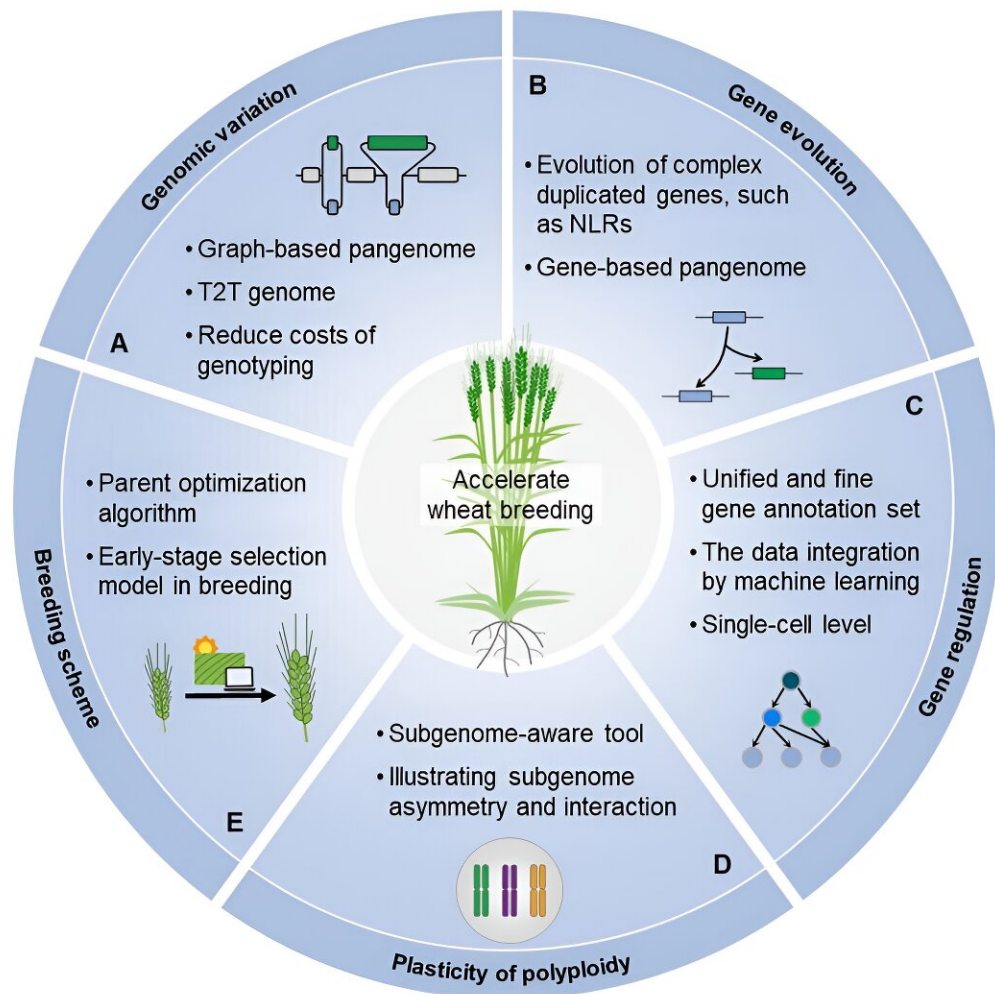 Genomic variation
• Graph-based pangenome
• T2T genome
• Reduce costs of
genotyping
A
B
Gene evolution
• Evolution of complex
duplicated genes, such
as NLRs
• Gene-based pangenome
C
• Unified and fine
gene annotation set
• The data integration
by machine learning
• Single-cell level
Gene regulation
D
• Subgenome-aware tool
• Illustrating subgenome
asymmetry and interaction
Plasticity of polyploidy
E
• Parent optimization
algorithm
• Early-stage selection
model in breeding
Breeding scheme
Accelerate
wheat breeding